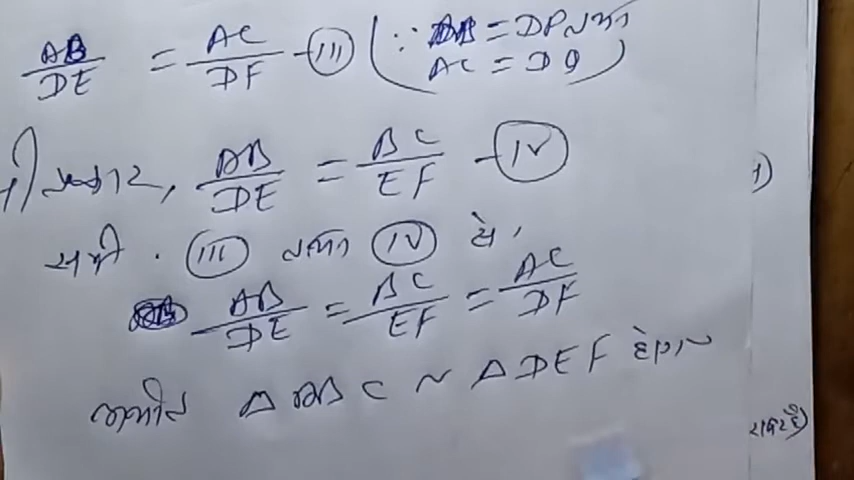 AB/DE = AC/DF - (III) (∵ AB = DP तथा
AC = DQ)
इसी प्रकार, AB/DE = BC/EF - (IV)
समी. (III) तथा (IV) से,
AB/DE = BC/EF = AC/DF
अर्थात ΔABC ~ ΔDEF